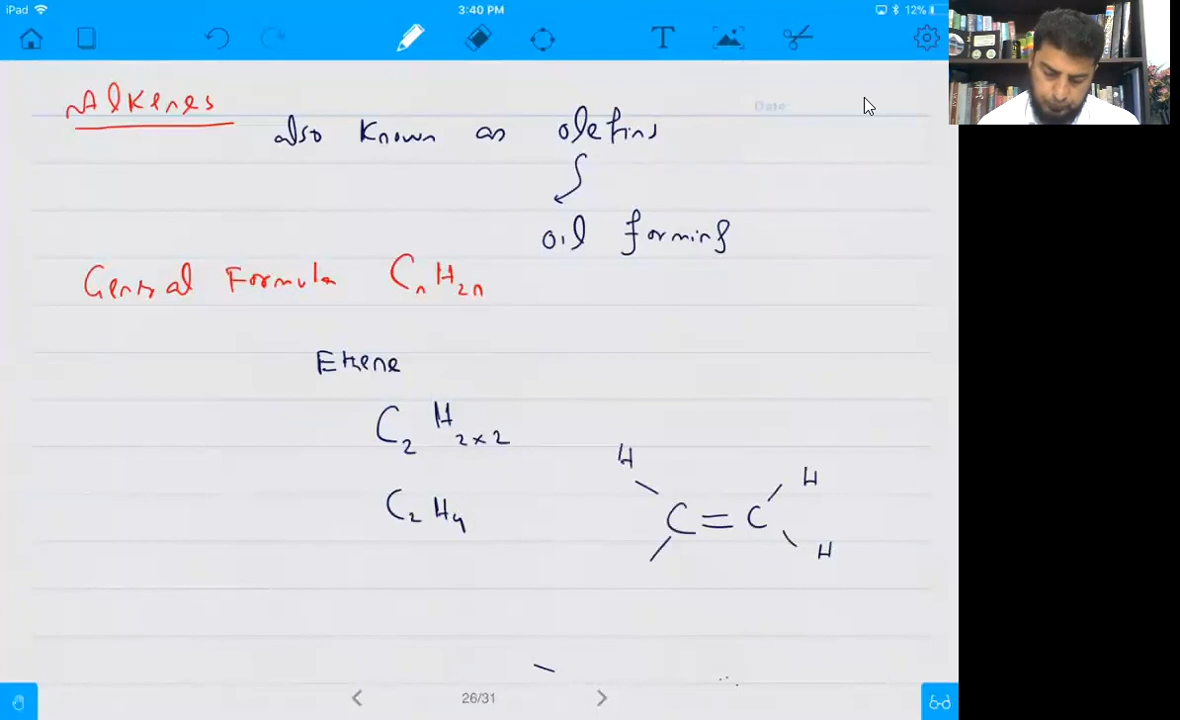 iPad 3:40 PM 12%
T
Alkenes
Date:
also known as olefins
oil forming
General Formula CnH2n
Ethene
C2 H2×2
C2 H4
H H
C = C
H
26/31